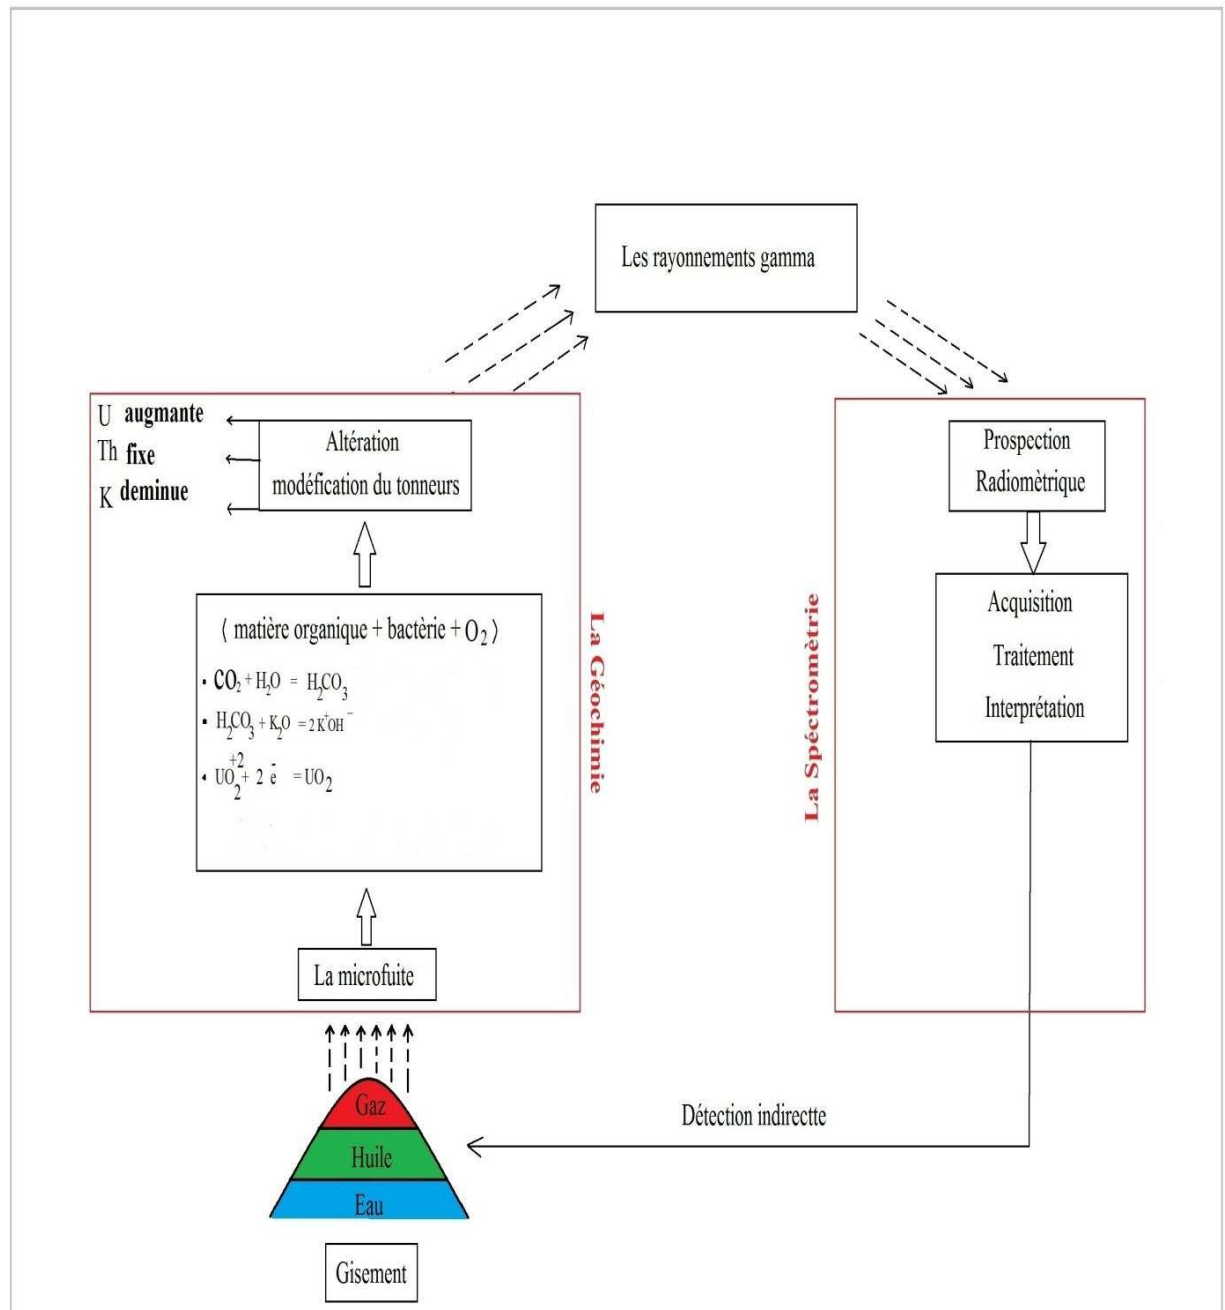 Les rayonnements gamma
U augmante
Th fixe
K deminue
Altération
modéfication du tonneurs
( matière organique + bactèrie + O₂ )
• CO₂ + H₂O = H₂CO₃
• H₂CO₃ + K₂O = 2 K⁺OH⁻
• UO₂⁺² + 2 e⁻ = UO₂
La microfuite
La Géochimie
Gaz
Huile
Eau
Gisement
La Spéctromètrie
Prospection
Radiomètrique
Acquisition
Traitement
Interprétation
Détection indirectte